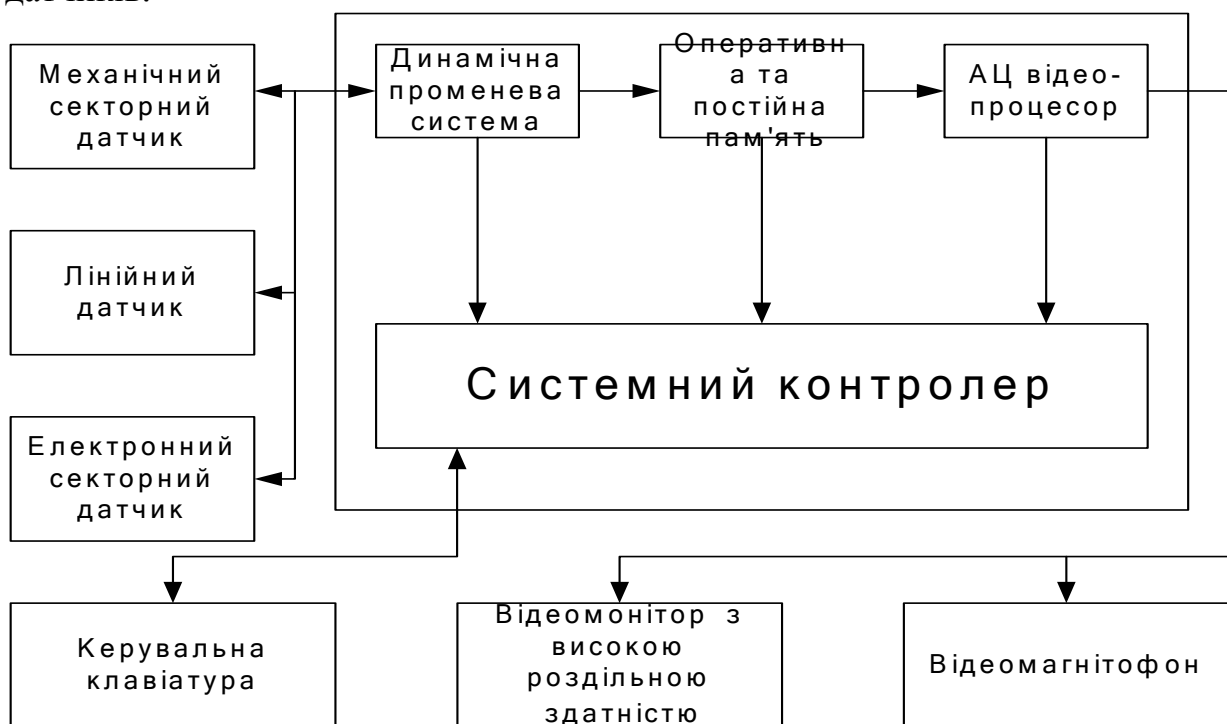 Механічний
секторний
датчик
Динамічна
променева
система
Оперативн
а та
постійна
пам'ять
АЦ відео-
процесор
Лінійний
датчик
Системний контролер
Електронний
секторний
датчик
Керувальна
клавіатура
Відеомонітор з
високою
роздільною
здатністю
Відеомагнітофон